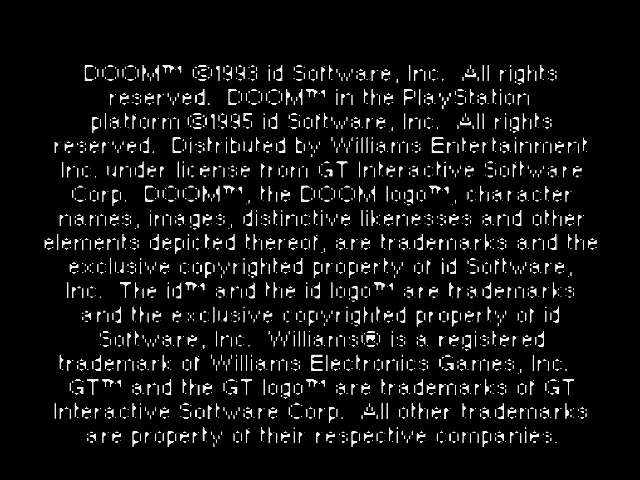 DOOM™ ©1993 id Software, Inc.  All rights
reserved.  DOOM™ in the PlayStation
platform ©1995 id Software, Inc.  All rights
reserved.  Distributed by Williams Entertainment
Inc. under license from GT Interactive Software
Corp.  DOOM™, the DOOM logo™, character
names, images, distinctive likenesses and other
elements depicted thereof, are trademarks and the
exclusive copyrighted property of id Software,
Inc.  The id™ and the id logo™ are trademarks
and the exclusive copyrighted property of id
Software, Inc.  Williams® is a registered
trademark of Williams Electronics Games, Inc.
GT™ and the GT logo™ are trademarks of GT
Interactive Software Corp.  All other trademarks
are property of their respective companies.